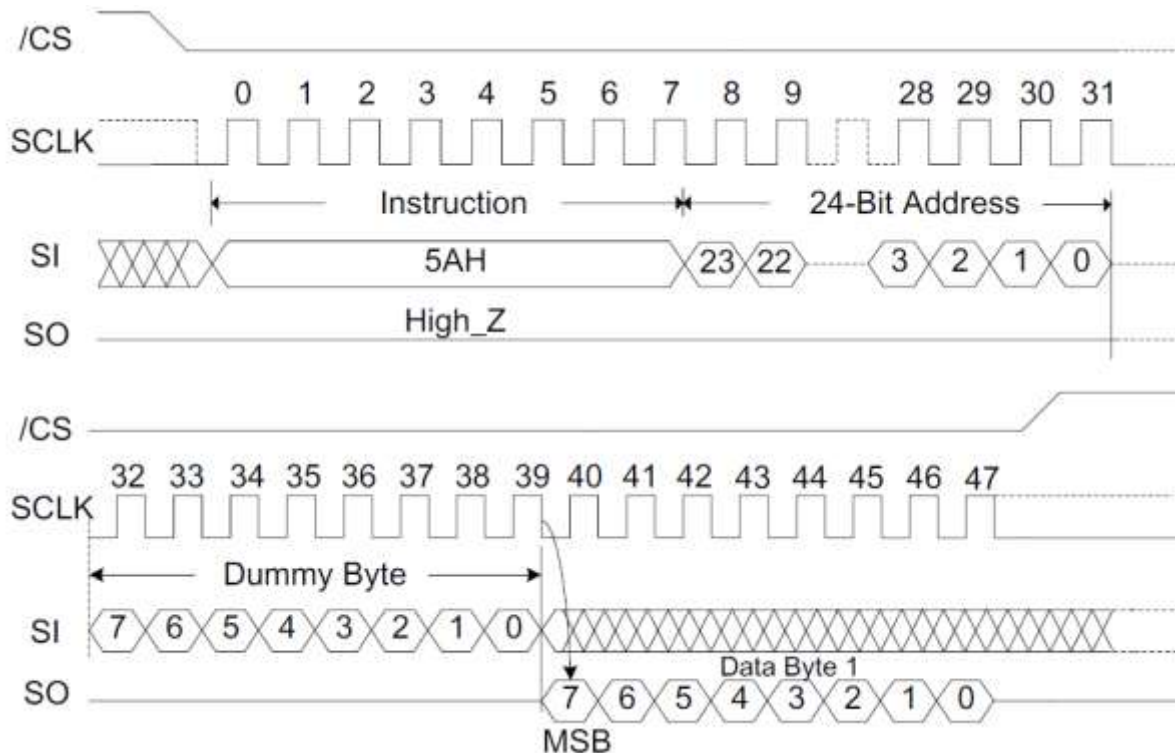 /CS
0 1 2 3 4 5 6 7 8 9 28 29 30 31
SCLK
Instruction 24-Bit Address
SI 5AH 23 22 3 2 1 0
High_Z
SO
/CS
32 33 34 35 36 37 38 39 40 41 42 43 44 45 46 47
SCLK
Dummy Byte
SI 7 6 5 4 3 2 1 0
Data Byte 1
SO 7 6 5 4 3 2 1 0
MSB